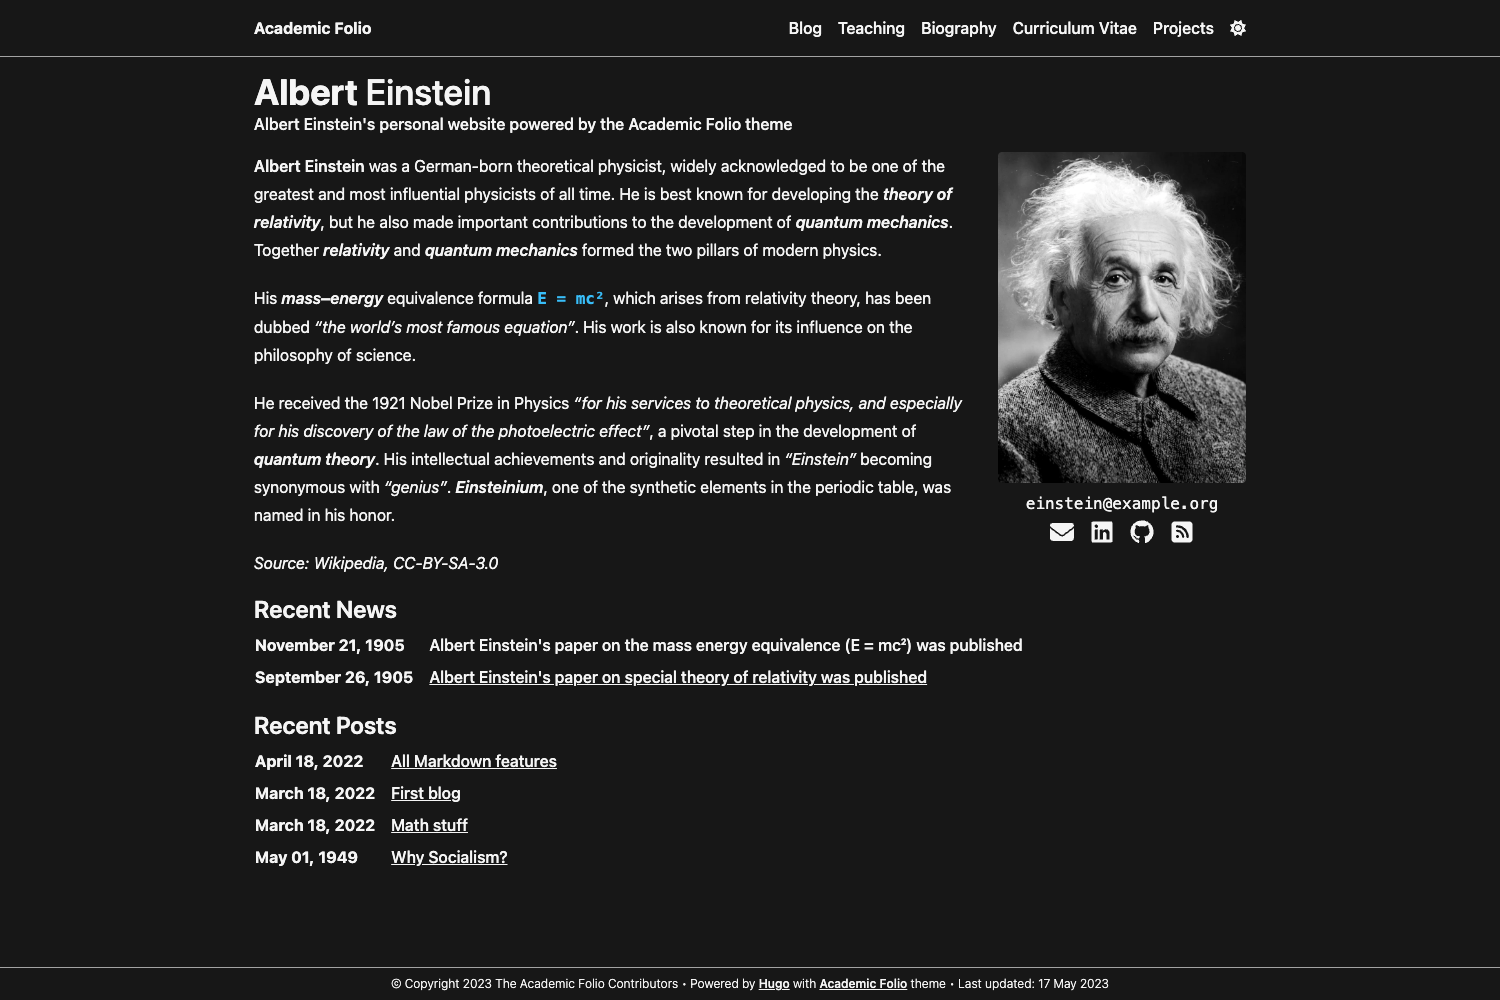 Academic Folio
Blog Teaching Biography Curriculum Vitae Projects
Albert Einstein
Albert Einstein's personal website powered by the Academic Folio theme
Albert Einstein was a German-born theoretical physicist, widely acknowledged to be one of the
greatest and most influential physicists of all time. He is best known for developing the theory of
relativity, but he also made important contributions to the development of quantum mechanics.
Together relativity and quantum mechanics formed the two pillars of modern physics.
His mass–energy equivalence formula E = mc², which arises from relativity theory, has been
dubbed “the world’s most famous equation”. His work is also known for its influence on the
philosophy of science.
He received the 1921 Nobel Prize in Physics “for his services to theoretical physics, and especially
for his discovery of the law of the photoelectric effect”, a pivotal step in the development of
quantum theory. His intellectual achievements and originality resulted in “Einstein” becoming
synonymous with “genius”. Einsteinium, one of the synthetic elements in the periodic table, was
named in his honor.
Source: Wikipedia, CC-BY-SA-3.0
einstein@example.org
Recent News
November 21, 1905 Albert Einstein's paper on the mass energy equivalence (E = mc²) was published
September 26, 1905 Albert Einstein's paper on special theory of relativity was published
Recent Posts
April 18, 2022 All Markdown features
March 18, 2022 First blog
March 18, 2022 Math stuff
May 01, 1949 Why Socialism?
© Copyright 2023 The Academic Folio Contributors • Powered by Hugo with Academic Folio theme • Last updated: 17 May 2023